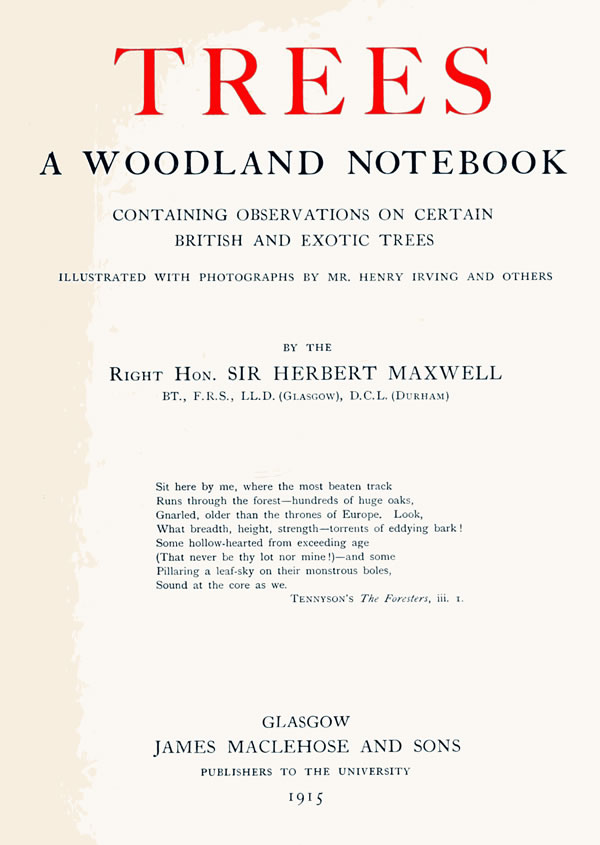 TREES
A WOODLAND NOTEBOOK
CONTAINING OBSERVATIONS ON CERTAIN
BRITISH AND EXOTIC TREES
ILLUSTRATED WITH PHOTOGRAPHS BY MR. HENRY IRVING AND OTHERS
BY THE
RIGHT HON. SIR HERBERT MAXWELL
BT., F.R.S., LL.D. (GLASGOW), D.C.L. (DURHAM)
Sit here by me, where the most beaten track
Runs through the forest—hundreds of huge oaks,
Gnarled, older than the thrones of Europe. Look,
What breadth, height, strength—torrents of eddying bark!
Some hollow-hearted from exceeding age
(That never be thy lot nor mine!)—and some
Pillaring a leaf-sky on their monstrous boles,
Sound at the core as we.
TENNYSON'S The Foresters, iii. 1.
GLASGOW
JAMES MACLEHOSE AND SONS
PUBLISHERS TO THE UNIVERSITY
1915